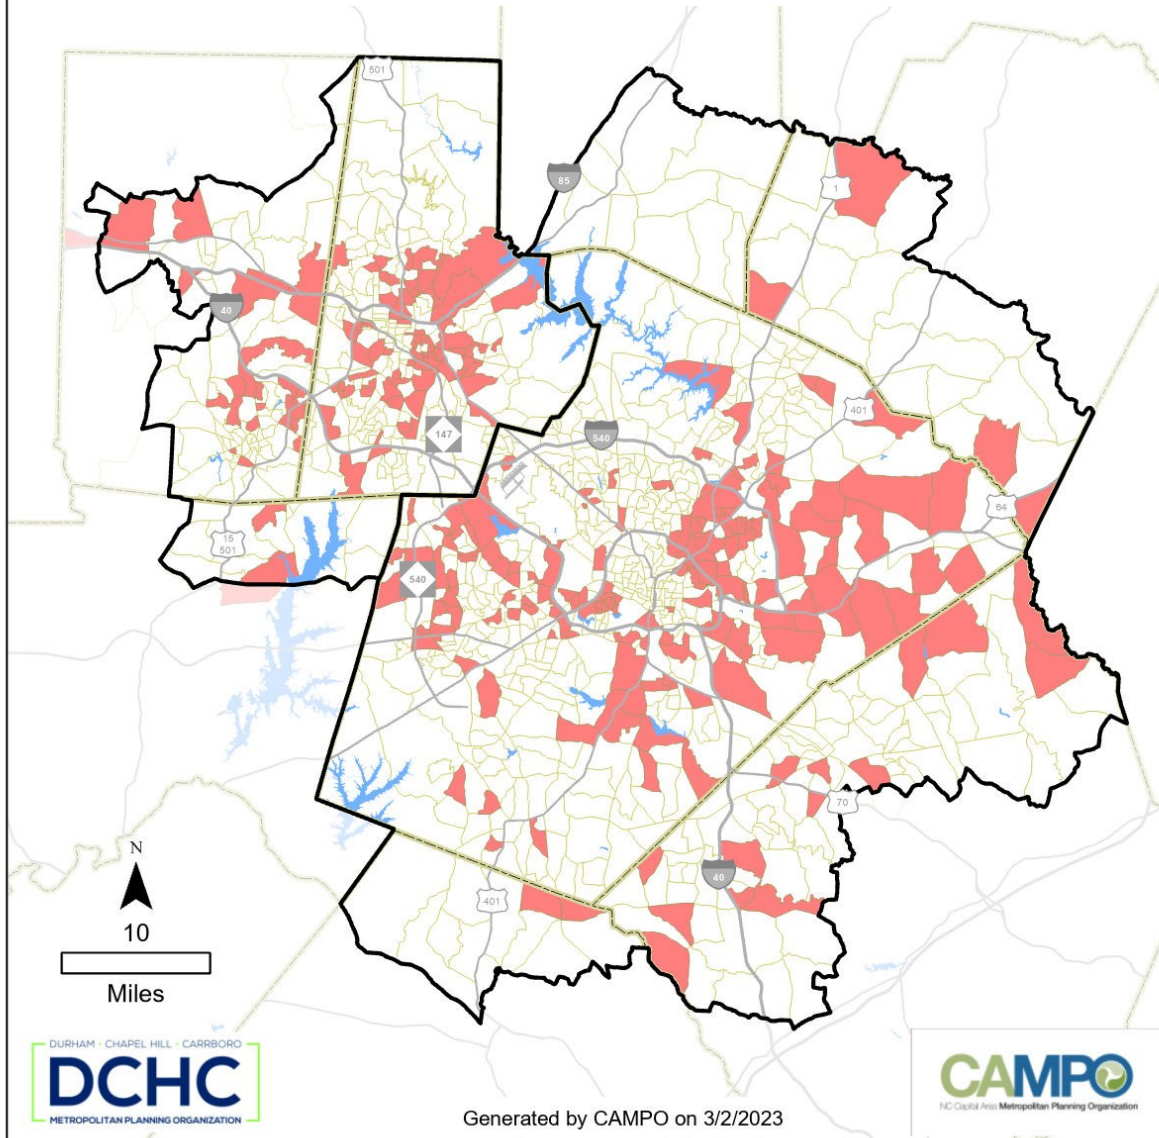 501
85
1
40
147
540
401
64
15
501
540
70
40
401
N
10
Miles
DURHAM · CHAPEL HILL · CARRBORO
DCHC
METROPOLITAN PLANNING ORGANIZATION
Generated by CAMPO on 3/2/2023
CAMPO
NC Capital Area Metropolitan Planning Organization